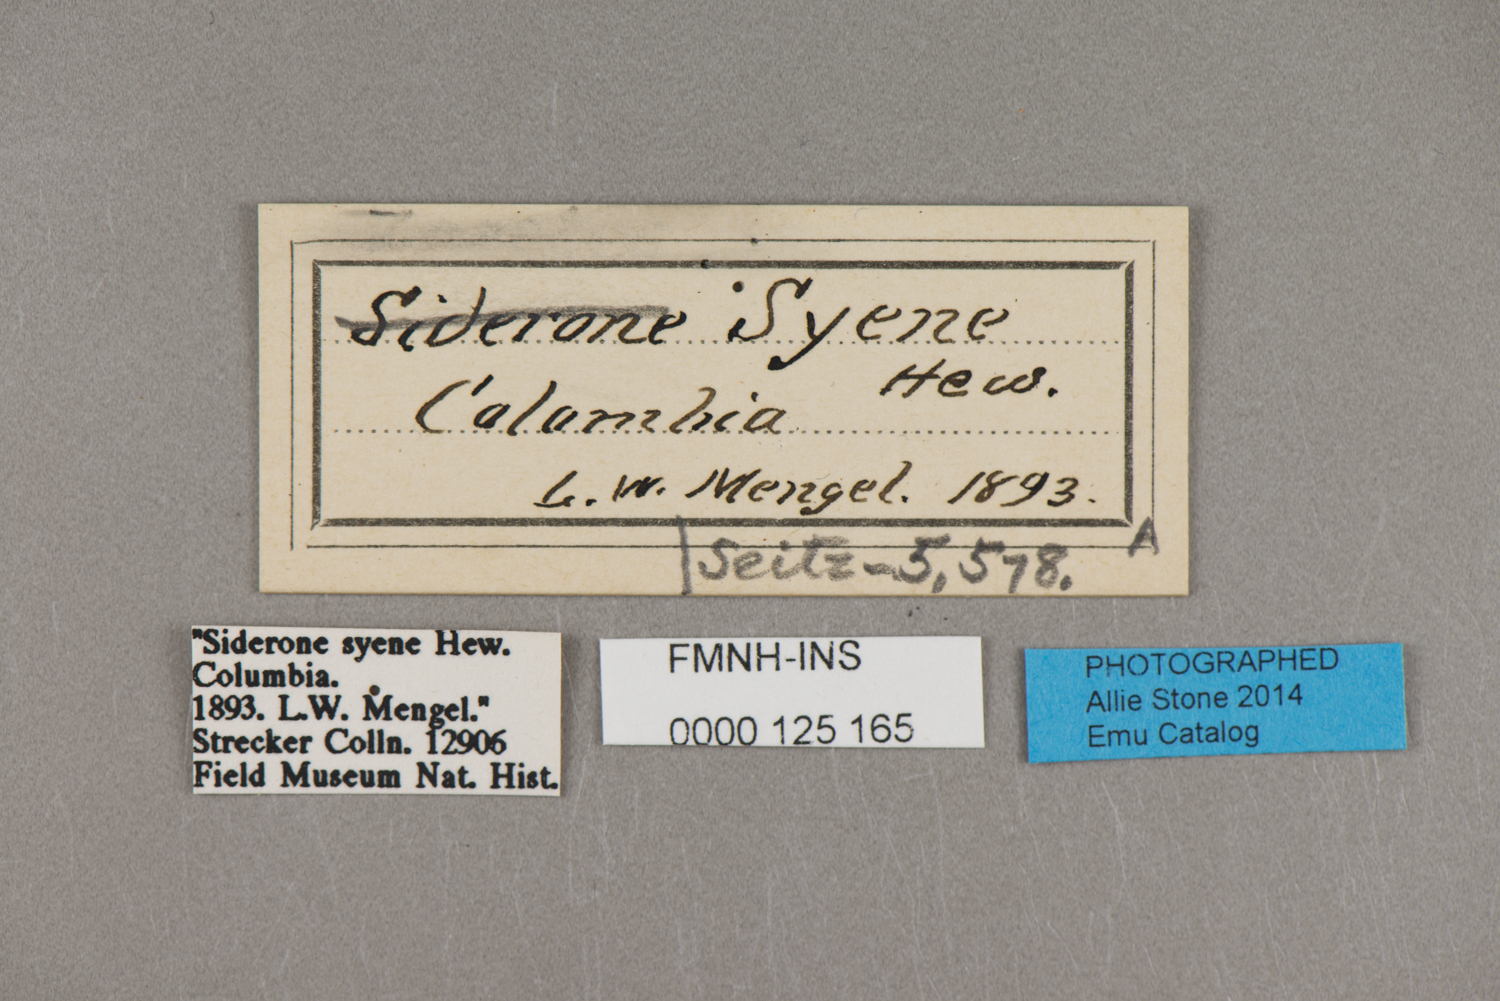 Siderone Syene
Hew.
Colombia
L. W. Mengel. 1893.
Seitz-5,578.
A
"Siderone syene Hew.
Columbia.
1893. L.W. Mengel."
Strecker Colln. 12906
Field Museum Nat. Hist.
FMNH-INS
0000 125 165
PHOTOGRAPHED
Allie Stone 2014
Emu Catalog